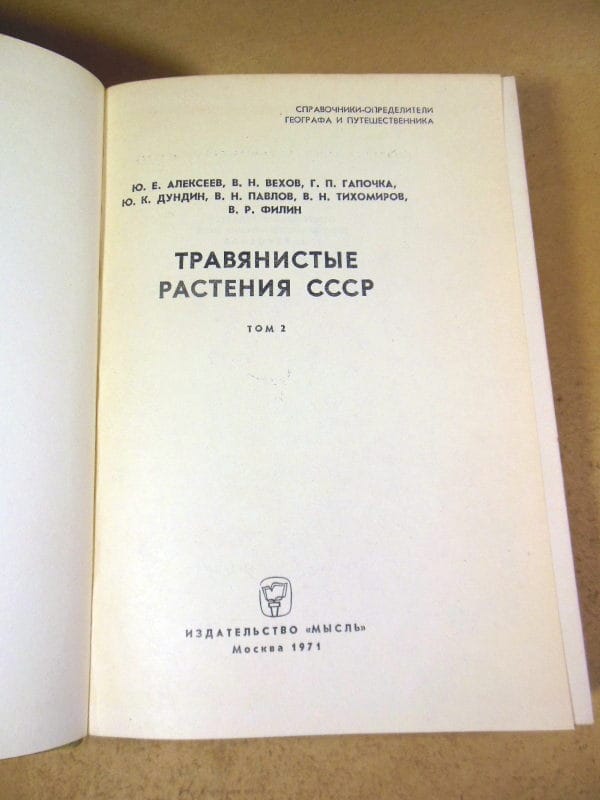 СПРАВОЧНИКИ-ОПРЕДЕЛИТЕЛИ
ГЕОГРАФА И ПУТЕШЕСТВЕННИКА
Ю. Е. АЛЕКСЕЕВ, В. Н. ВЕХОВ, Г. П. ГАПОЧКА,
Ю. К. ДУНДИН, В. Н. ПАВЛОВ, В. Н. ТИХОМИРОВ,
В. Р. ФИЛИН
ТРАВЯНИСТЫЕ
РАСТЕНИЯ СССР
ТОМ 2
ИЗДАТЕЛЬСТВО «МЫСЛЬ»
Москва 1971